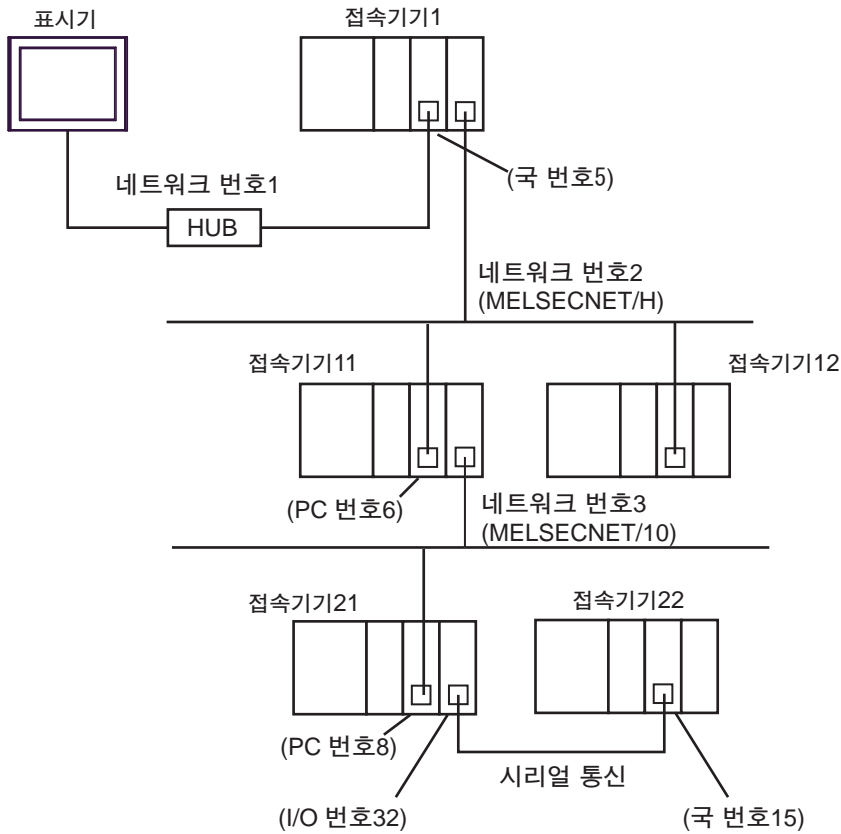 표시기
접속기기1
(국 번호5)
네트워크 번호1
HUB
네트워크 번호2
(MELSECNET/H)
접속기기11
접속기기12
(PC 번호6)
네트워크 번호3
(MELSECNET/10)
접속기기21
접속기기22
(PC 번호8)
시리얼 통신
(I/O 번호32)
(국 번호15)